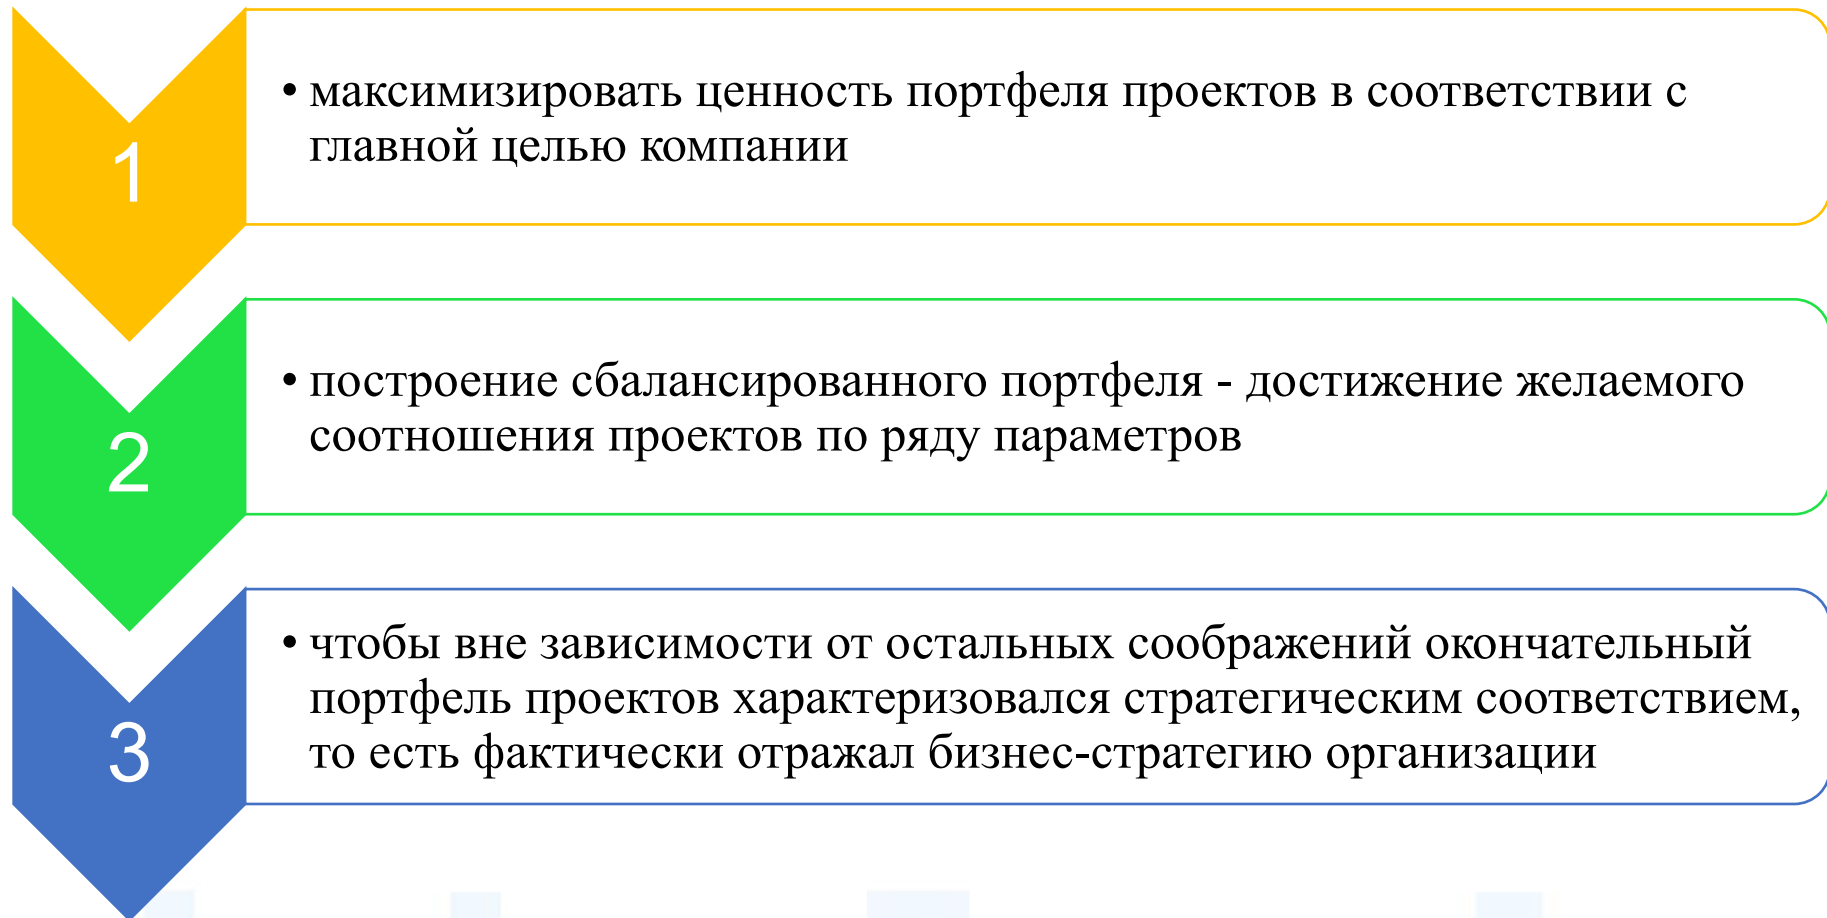 1
• максимизировать ценность портфеля проектов в соответствии с
главной целью компании
2
• построение сбалансированного портфеля - достижение желаемого
соотношения проектов по ряду параметров
3
• чтобы вне зависимости от остальных соображений окончательный
портфель проектов характеризовался стратегическим соответствием,
то есть фактически отражал бизнес-стратегию организации